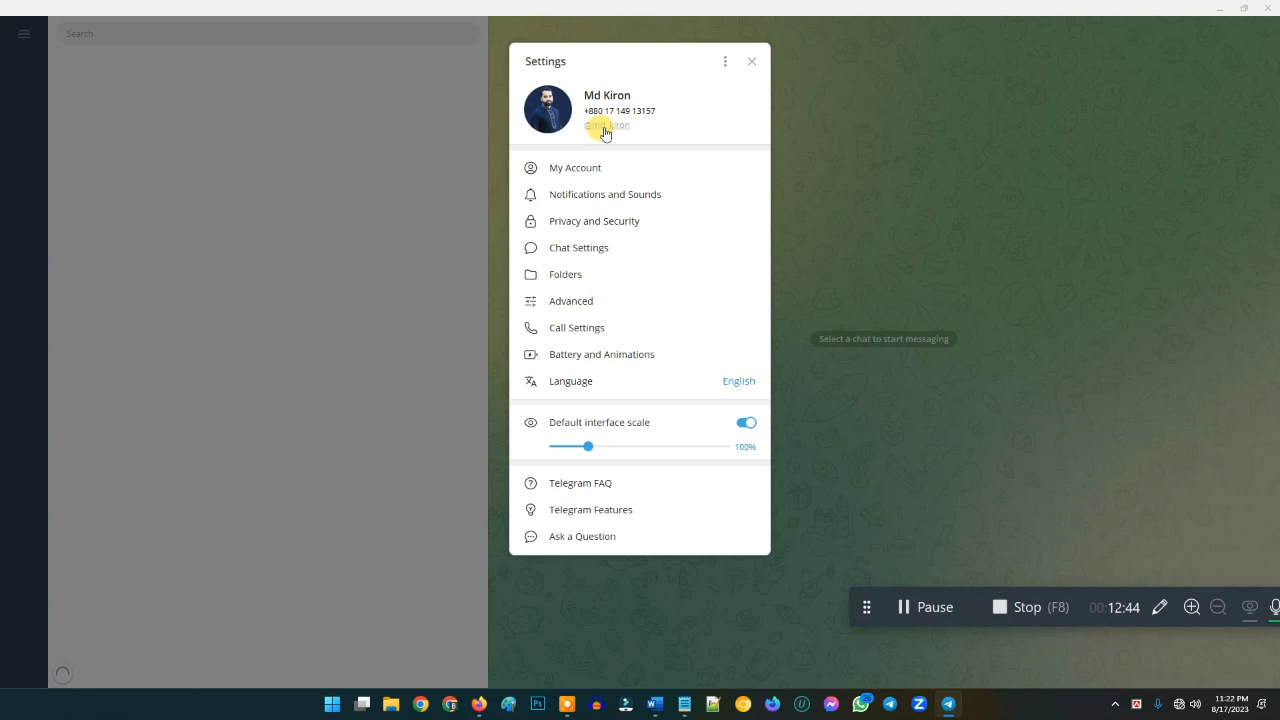 Search
Settings
Md Kiron
+880 17 149 13157
@md_kiron
My Account
Notifications and Sounds
Privacy and Security
Chat Settings
Folders
Advanced
Call Settings
Battery and Animations
Language English
Default interface scale
100%
Telegram FAQ
Telegram Features
Ask a Question
Select a chat to start messaging
Pause Stop (F8) 00:12:44
26
11:22 PM
8/17/2023